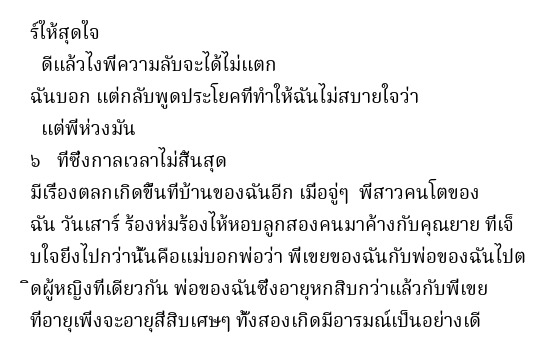 ร์ให้สุดใจ
ดีแล้วไงพี่ความลับจะได้ไม่แตก
ฉันบอก แต่กลับพูดประโยคที่ทำให้ฉันไม่สบายใจว่า
แต่พี่ห่วงมัน
๖ ที่ซึ่งกาลเวลาไม่สิ้นสุด
มีเรื่องตลกเกิดขึ้นที่บ้านของฉันอีก เมื่อจู่ๆ พี่สาวคนโตของ
ฉัน วันเสาร์ ร้องห่มร้องไห้หอบลูกสองคนมาค้างกับคุณยาย ที่เจ็
บใจยิ่งไปกว่านั้นคือแม่บอกพ่อว่า พี่เขยของฉันกับพ่อของฉันไปต
ิดผู้หญิงที่เดียวกัน พ่อของฉันซึ่งอายุหกสิบกว่าแล้วกับพี่เขย
ที่อายุเพิ่งจะอายุสี่สิบเศษๆ ทั้งสองเกิดมีอารมณ์เป็นอย่างเดี